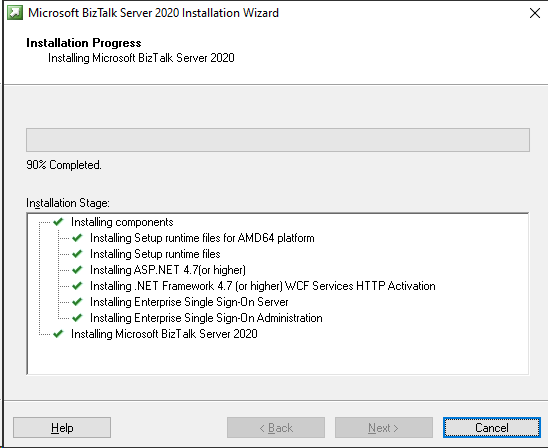 Microsoft BizTalk Server 2020 Installation Wizard
Installation Progress
Installing Microsoft BizTalk Server 2020
90% Completed.
Installation Stage:
Installing components
Installing Setup runtime files for AMD64 platform
Installing Setup runtime files
Installing ASP.NET 4.7(or higher)
Installing .NET Framework 4.7 (or higher) WCF Services HTTP Activation
Installing Enterprise Single Sign-On Server
Installing Enterprise Single Sign-On Administration
Installing Microsoft BizTalk Server 2020
Help
< Back
Next >
Cancel